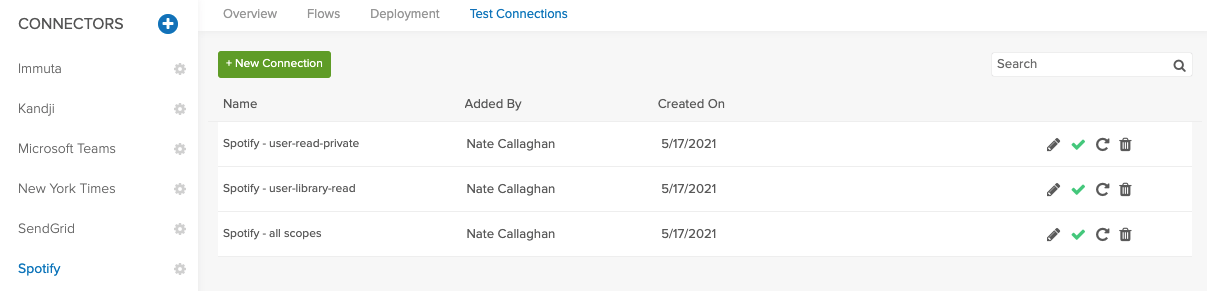 CONNECTORS
Immuta
Kandji
Microsoft Teams
New York Times
SendGrid
Spotify
Overview Flows Deployment Test Connections
+ New Connection
Search
Name Added By Created On
Spotify - user-read-private Nate Callaghan 5/17/2021
Spotify - user-library-read Nate Callaghan 5/17/2021
Spotify - all scopes Nate Callaghan 5/17/2021